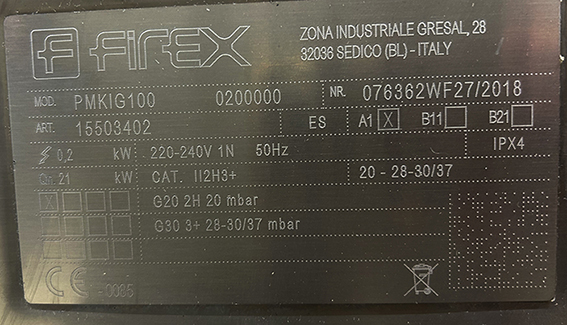 FIREX
ZONA INDUSTRIALE GRESAL, 28
32036 SEDICO (BL) - ITALY
MOD. PMKIG100 0200000 NR. 076362WF27/2018
ART. 15503402 ES A1 X B11 B21
0,2 kW 220-240V 1N 50Hz IPX4
Qn 21 kW CAT. II2H3+ 20 - 28-30/37
X G20 2H 20 mbar
G30 3+ 28-30/37 mbar
CE -0085